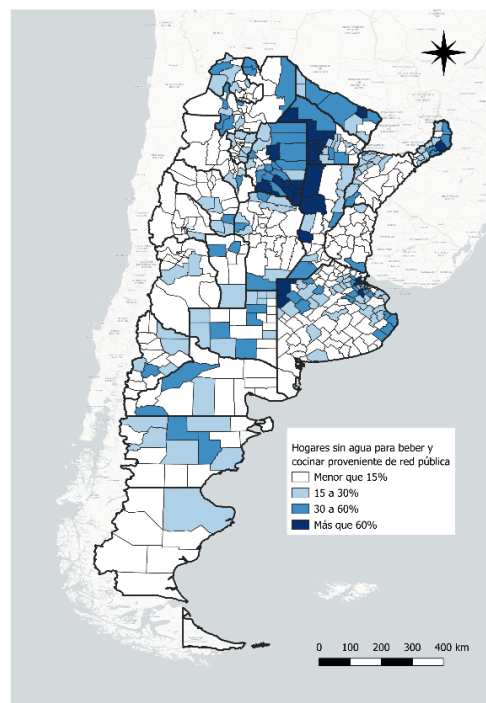 Hogares sin agua para beber y
cocinar proveniente de red pública
Menor que 15%
15 a 30%
30 a 60%
Más que 60%
0 100 200 300 400 km